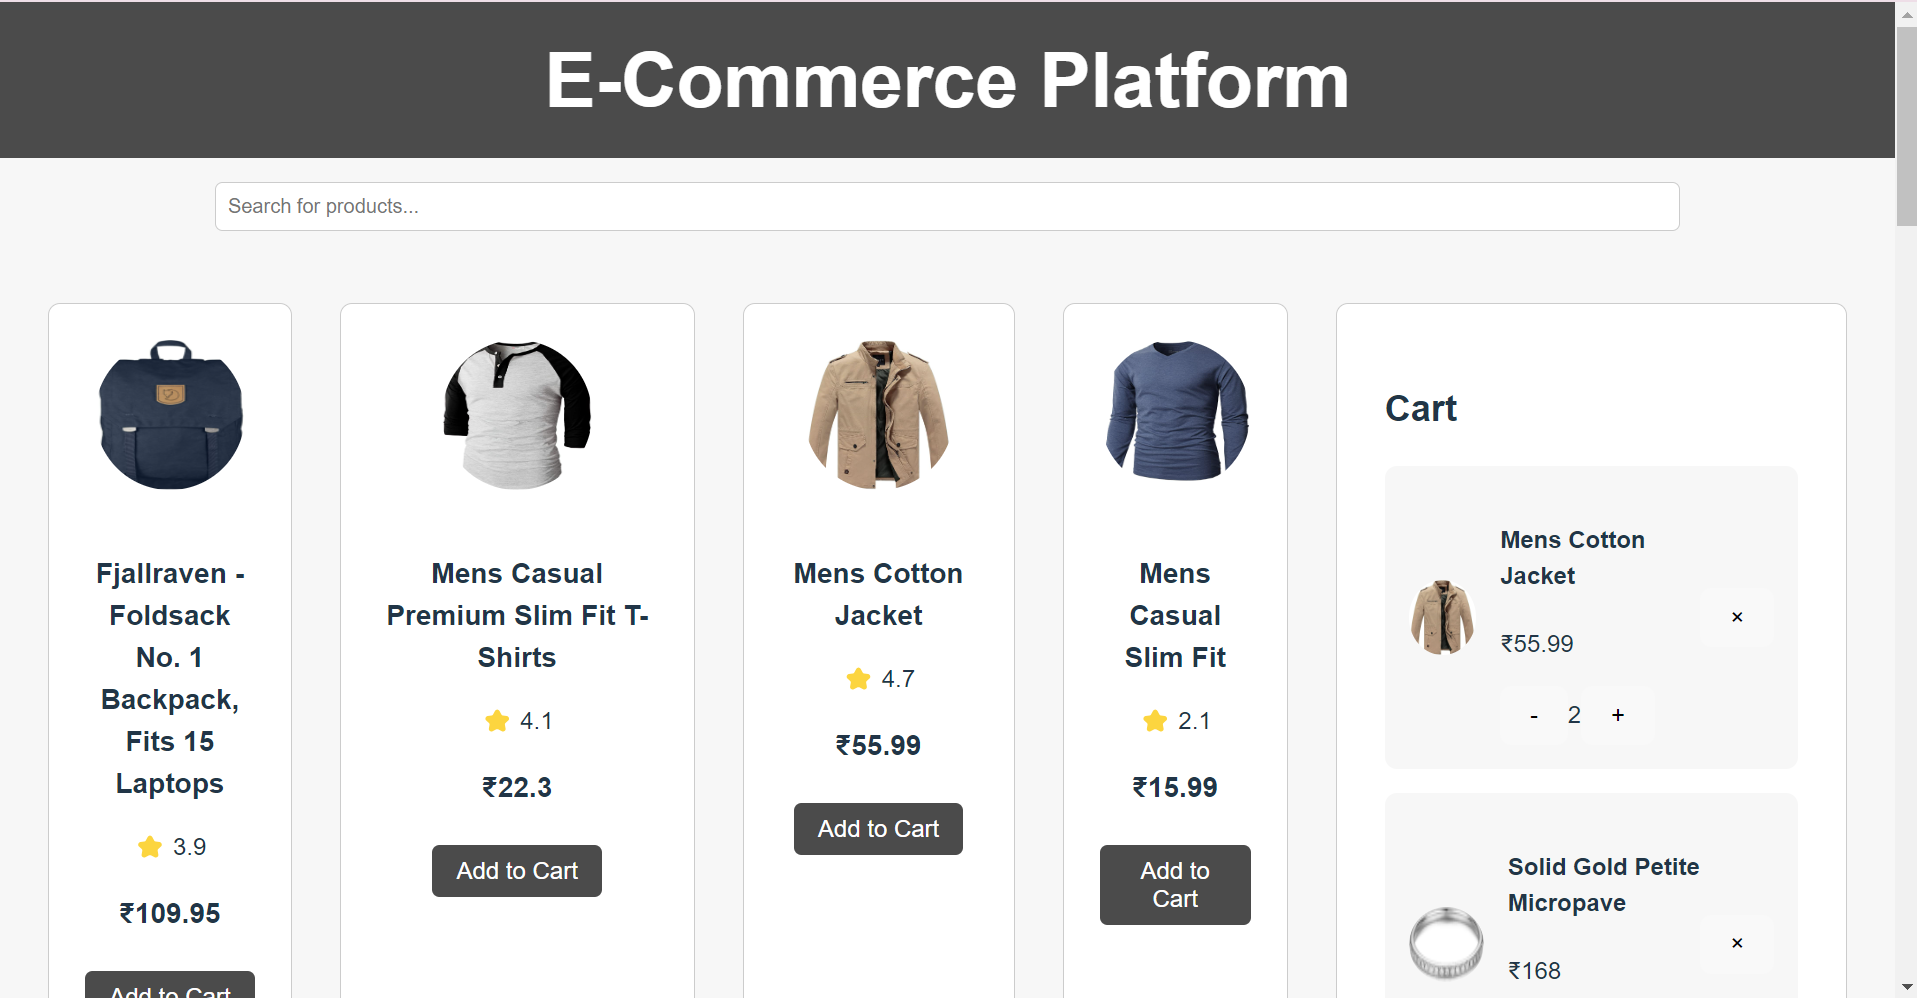 E-Commerce Platform
Search for products...
Fjallraven -
Foldsack
No. 1
Backpack,
Fits 15
Laptops
3.9
₹109.95
Add to Cart
Mens Casual
Premium Slim Fit T-
Shirts
4.1
₹22.3
Add to Cart
Mens Cotton
Jacket
4.7
₹55.99
Add to Cart
Mens
Casual
Slim Fit
2.1
₹15.99
Add to
Cart
Cart
Mens Cotton
Jacket
₹55.99
×
- 2 +
Solid Gold Petite
Micropave
₹168
×